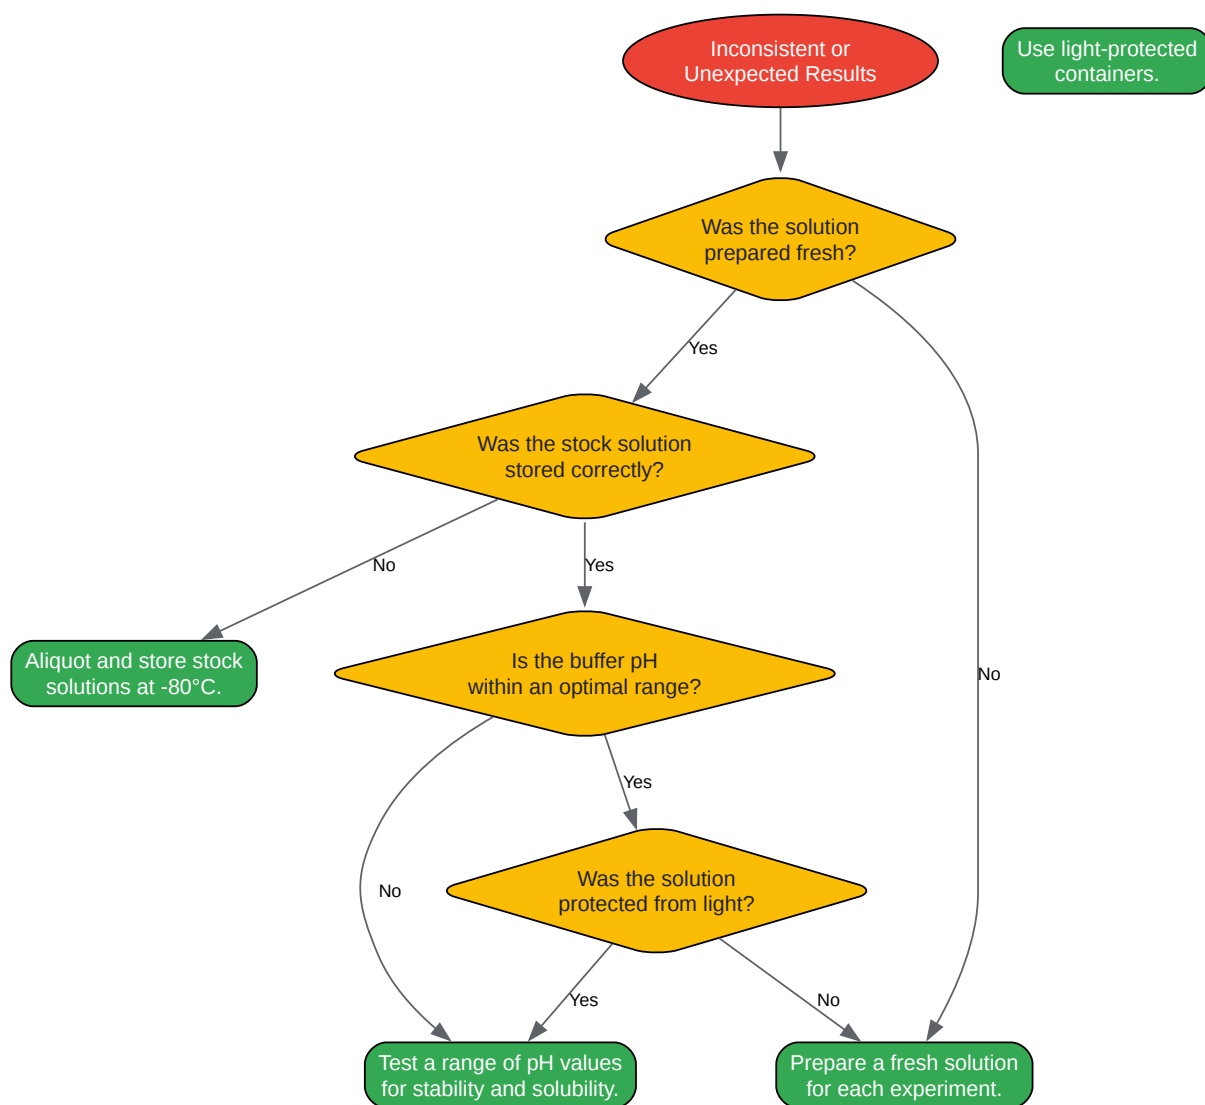 Inconsistent or
Unexpected Results
Use light-protected
containers.
Was the solution
prepared fresh?
Yes
Was the stock solution
stored correctly?
No
Yes
Aliquot and store stock
solutions at -80°C.
Is the buffer pH
within an optimal range?
No
Yes
No
Was the solution
protected from light?
Yes
No
Test a range of pH values
for stability and solubility.
Prepare a fresh solution
for each experiment.